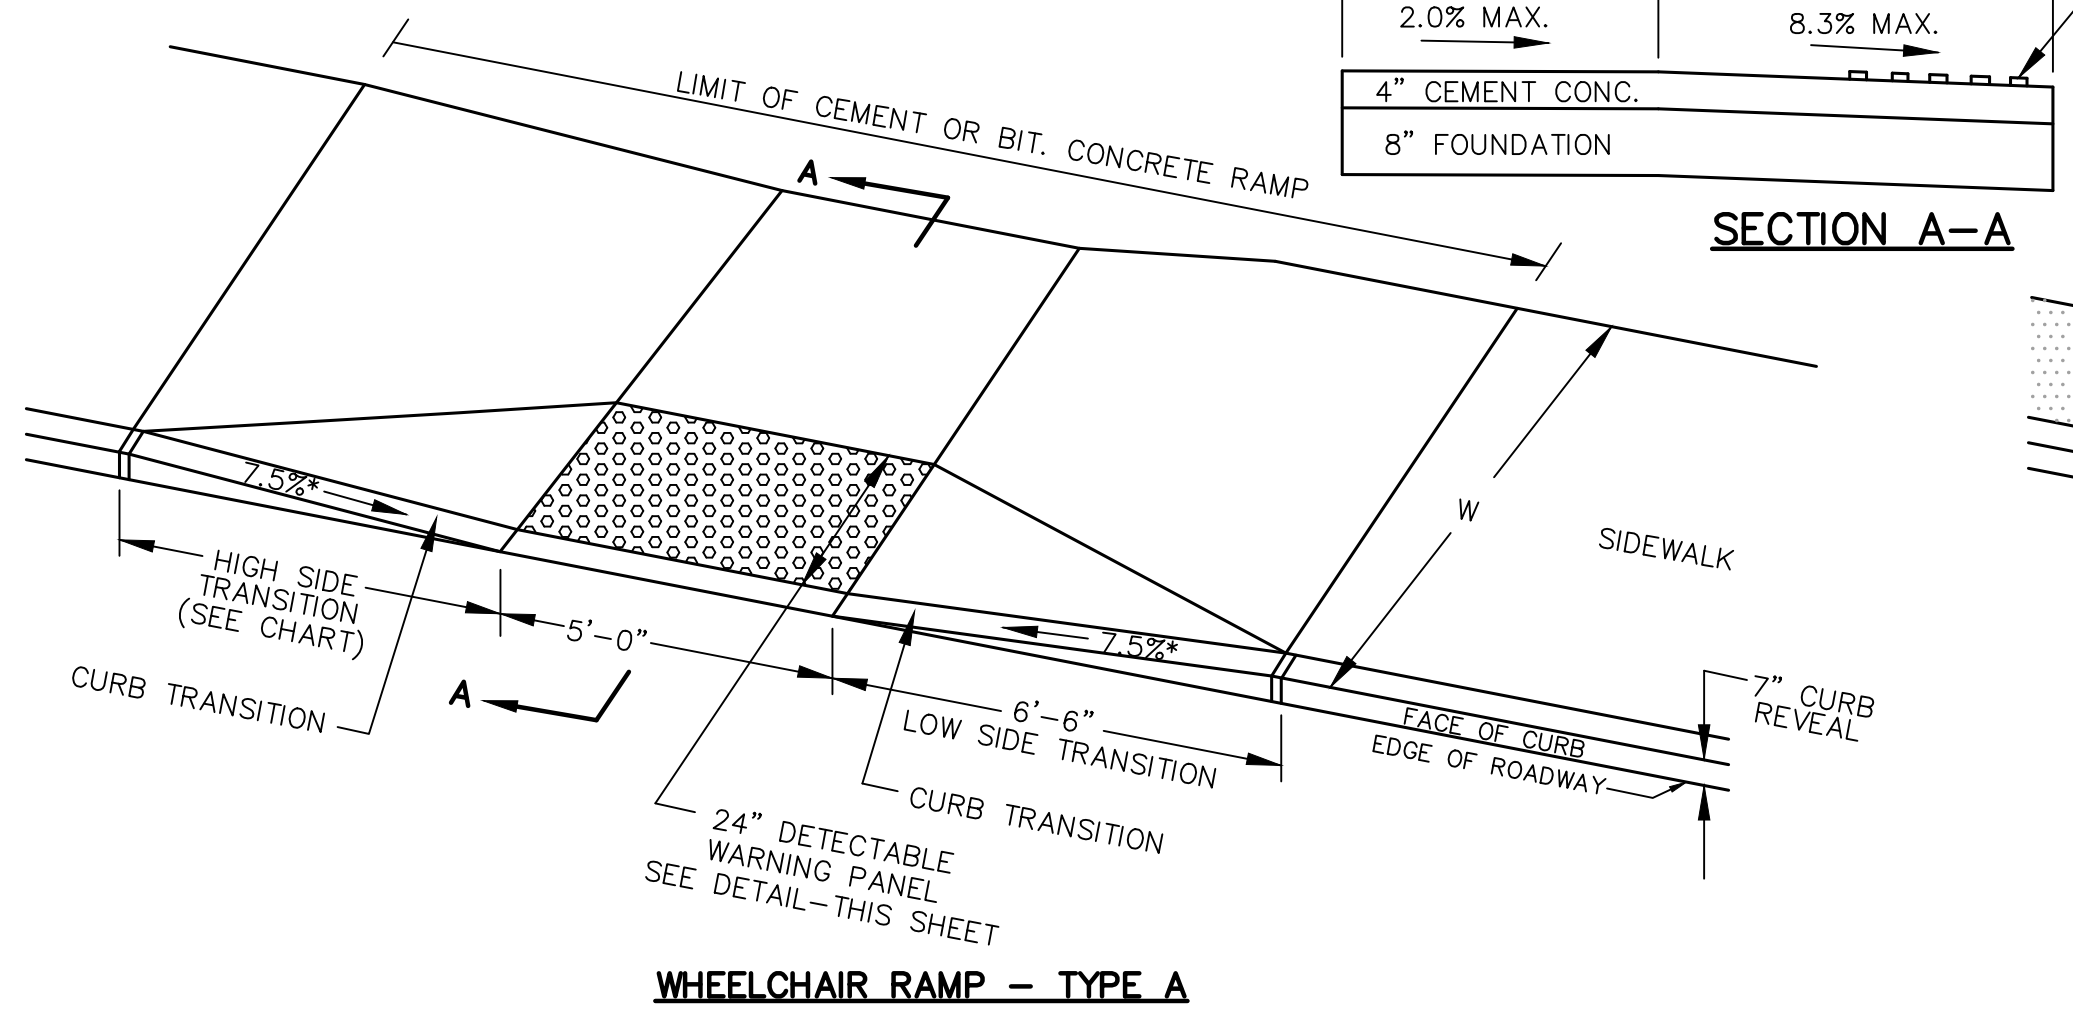 2.0% MAX.
8.3% MAX.
4” CEMENT CONC.
8” FOUNDATION
SECTION A–A
LIMIT OF CEMENT OR BIT. CONCRETE RAMP
A
7.5%*
HIGH SIDE
TRANSITION
(SEE CHART)
CURB TRANSITION
5’–0”
A
7.5%*
6’–6”
LOW SIDE TRANSITION
CURB TRANSITION
24” DETECTABLE
WARNING PANEL
SEE DETAIL–THIS SHEET
W
SIDEWALK
7” CURB
REVEAL
FACE OF CURB
EDGE OF ROADWAY
WHEELCHAIR RAMP – TYPE A